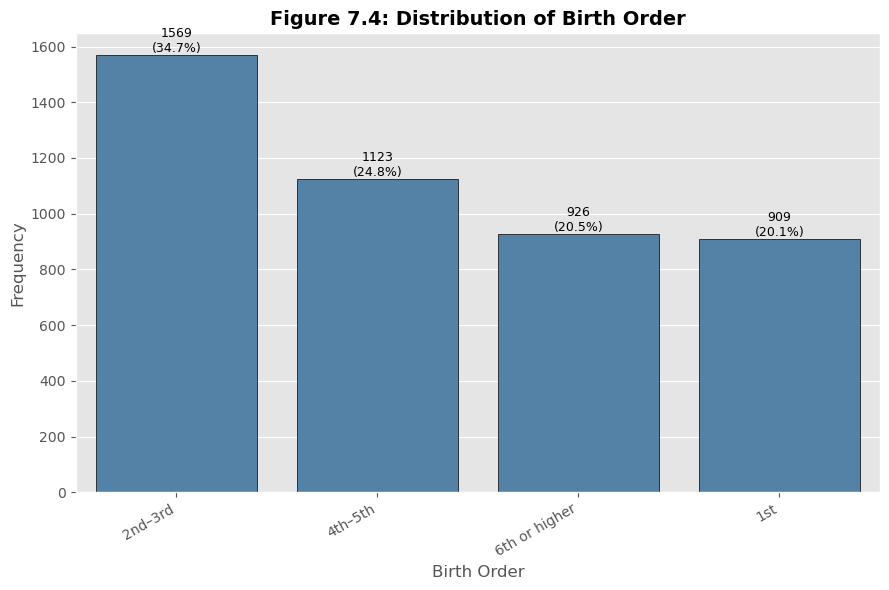 Figure 7.4: Distribution of Birth Order
1569
(34.7%)
1123
(24.8%)
926
(20.5%)
909
(20.1%)
1600
1400
1200
1000
800
600
400
200
0
Frequency
2nd–3rd
4th–5th
6th or higher
1st
Birth Order